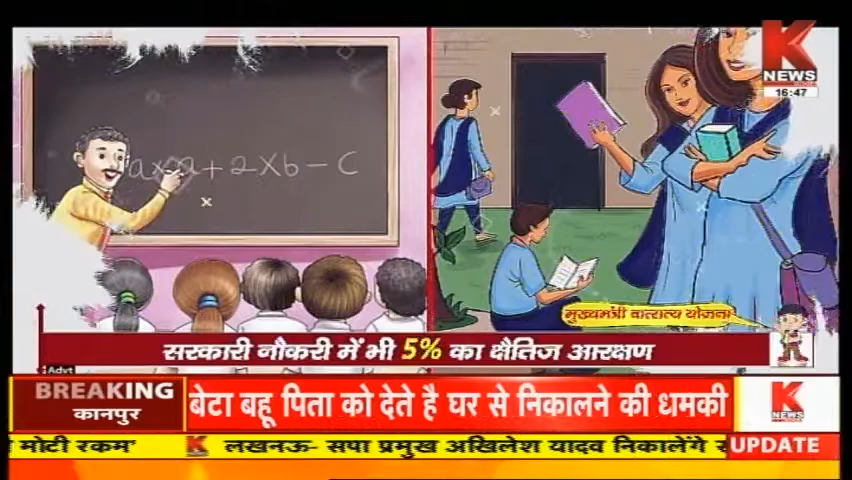 K
NEWS
16:47
axa+2xb-c
मुख्यमंत्री वात्सल्य योजना
सरकारी नौकरी में भी 5% का क्षैतिज आरक्षण
Advt
BREAKING
कानपुर
बेटा बहू पिता को देते है घर से निकालने की धमकी
K
NEWS
मोटी रकम' K लखनऊ- सपा प्रमुख अखिलेश यादव निकालेंगे
UPDATE